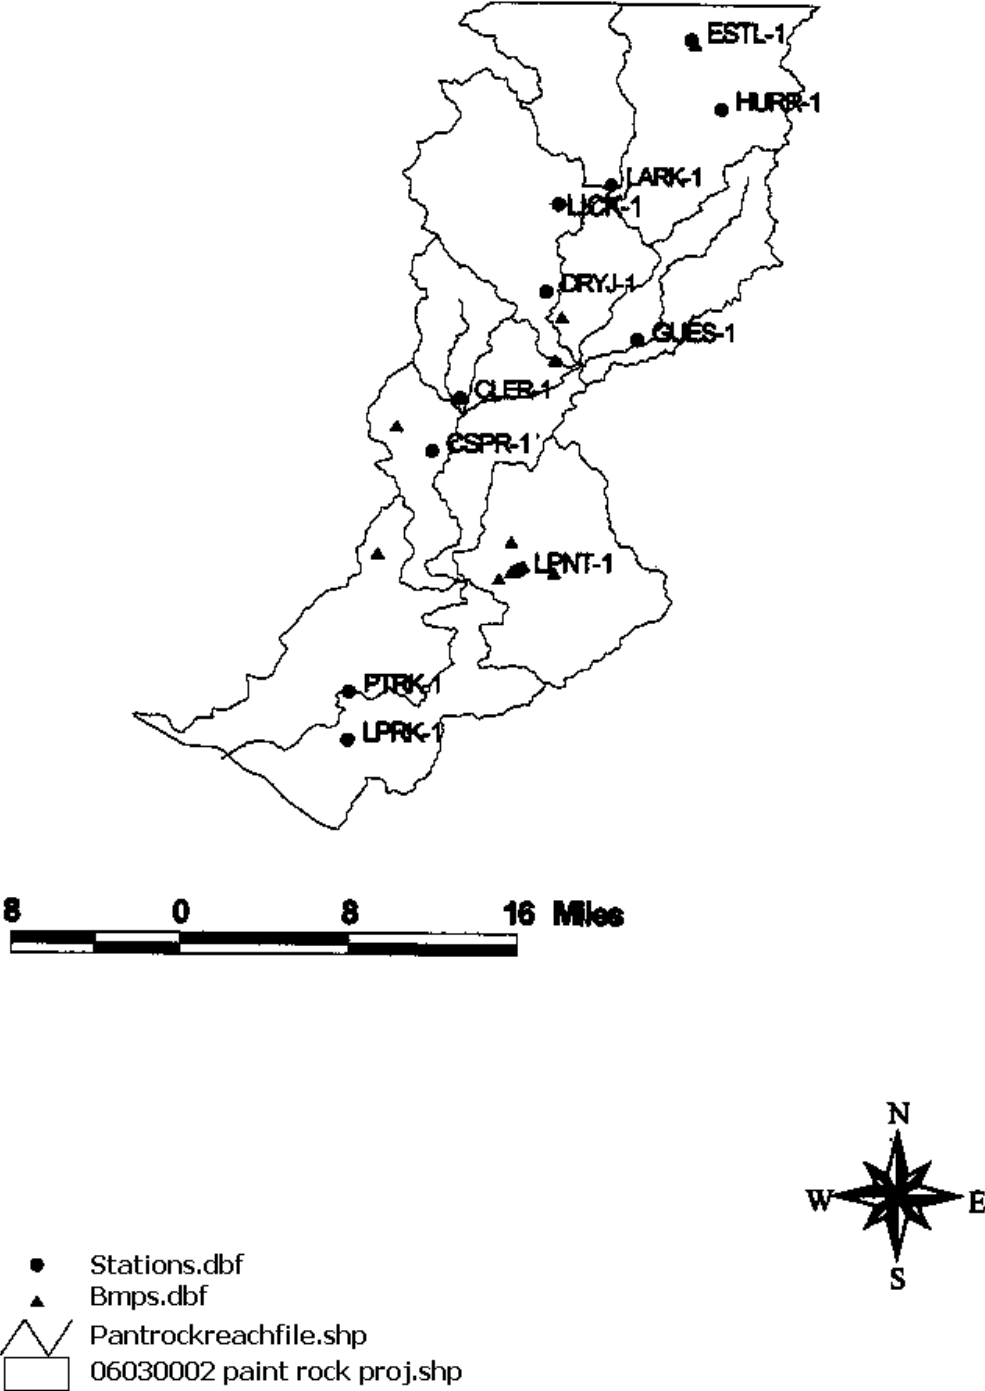 ESTL-1
HURR-1
LARK-1
LICK-1
DRYJ-1
GUES-1
CLER-1
CSPR-1
LPNT-1
PTRK-1
LPRK-1
8 0 8 16 Miles
N
W E
S
Stations.dbf
Bmps.dbf
Pantrockreachfile.shp
06030002 paint rock proj.shp